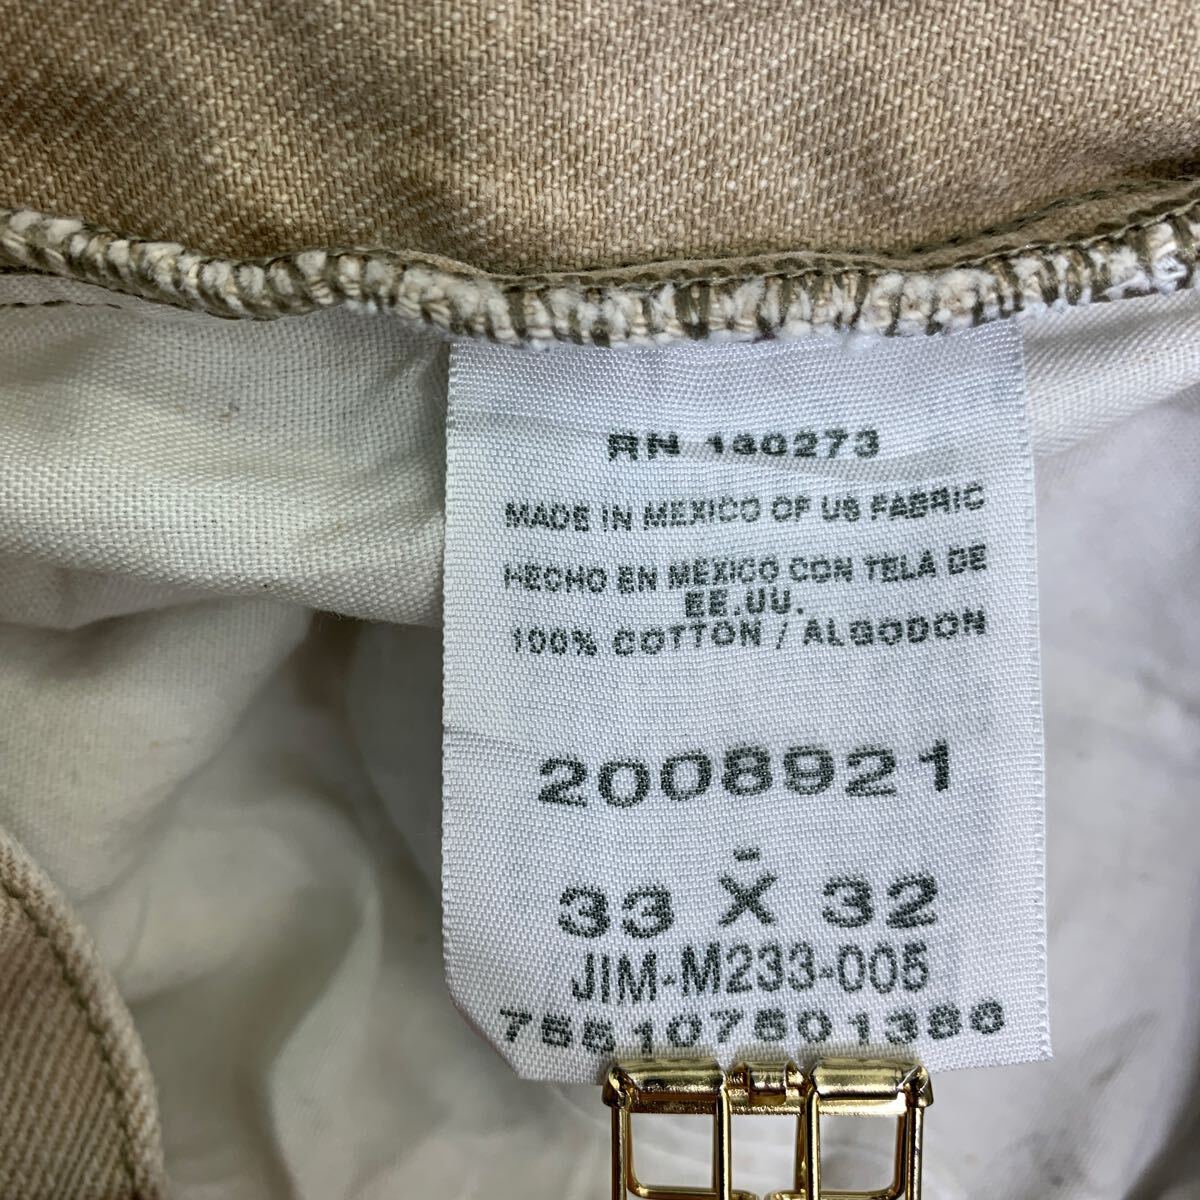 RN 130273
MADE IN MEXICO OF US FABRIC
HECHO EN MEXICO CON TELA DE
EE.UU.
100% COTTON / ALGODON
2008921
33 X 32
JIM-M233-005
755107501386